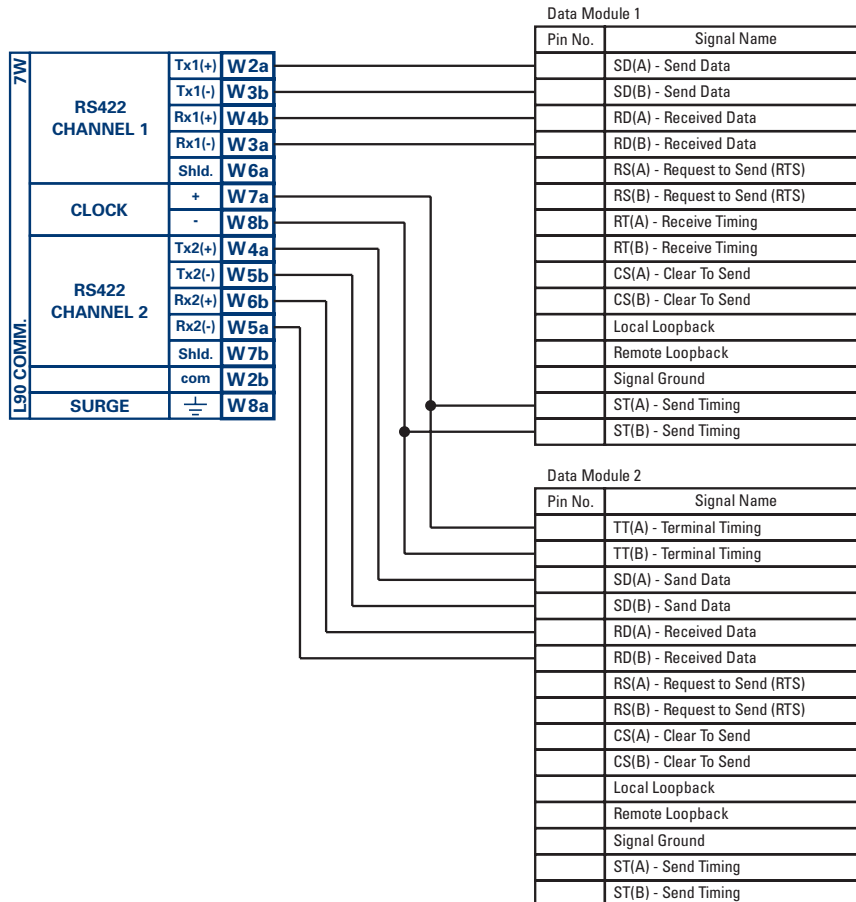 Data Module 1
Pin No. Signal Name
7W
L90 COMM.
RS422
CHANNEL 1
Tx1(+) W2a
Tx1(-) W3b
Rx1(+) W4b
Rx1(-) W3a
Shld. W6a
CLOCK
+ W7a
- W8b
RS422
CHANNEL 2
Tx2(+) W4a
Tx2(-) W5b
Rx2(+) W6b
Rx2(-) W5a
Shld. W7b
com W2b
SURGE W8a
SD(A) - Send Data
SD(B) - Send Data
RD(A) - Received Data
RD(B) - Received Data
RS(A) - Request to Send (RTS)
RS(B) - Request to Send (RTS)
RT(A) - Receive Timing
RT(B) - Receive Timing
CS(A) - Clear To Send
CS(B) - Clear To Send
Local Loopback
Remote Loopback
Signal Ground
ST(A) - Send Timing
ST(B) - Send Timing
Data Module 2
Pin No. Signal Name
TT(A) - Terminal Timing
TT(B) - Terminal Timing
SD(A) - Sand Data
SD(B) - Sand Data
RD(A) - Received Data
RD(B) - Received Data
RS(A) - Request to Send (RTS)
RS(B) - Request to Send (RTS)
CS(A) - Clear To Send
CS(B) - Clear To Send
Local Loopback
Remote Loopback
Signal Ground
ST(A) - Send Timing
ST(B) - Send Timing